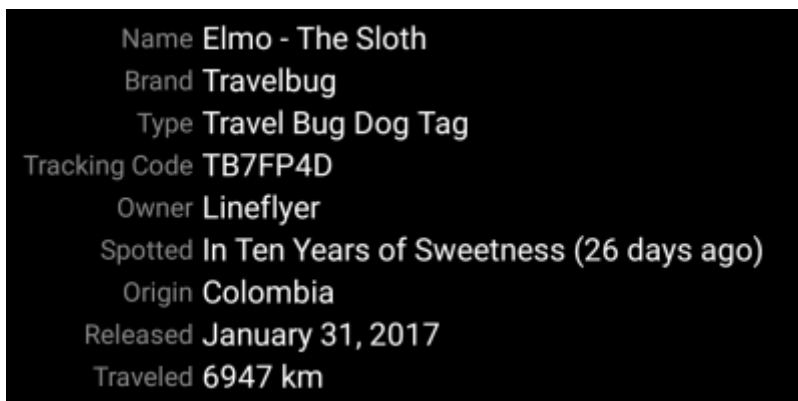 Name Elmo - The Sloth
Brand Travelbug
Type Travel Bug Dog Tag
Tracking Code TB7FP4D
Owner Lineflyer
Spotted In Ten Years of Sweetness (26 days ago)
Origin Colombia
Released January 31, 2017
Traveled 6947 km